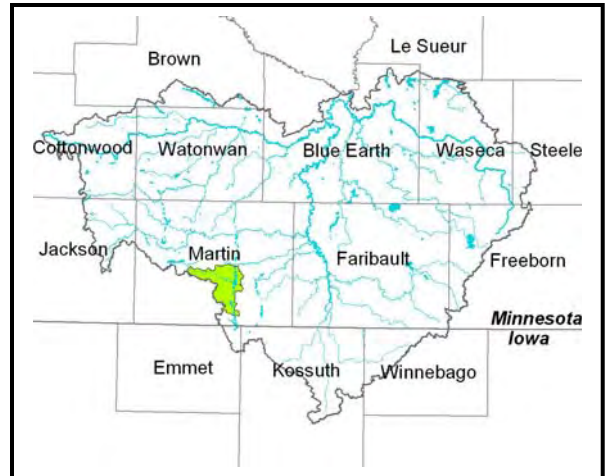 Le Sueur
Brown
Cottonwood Watonwan Blue Earth Waseca Steele
Jackson Martin Faribault Freeborn
Minnesota
Iowa
Emmet Kossuth Winnebago